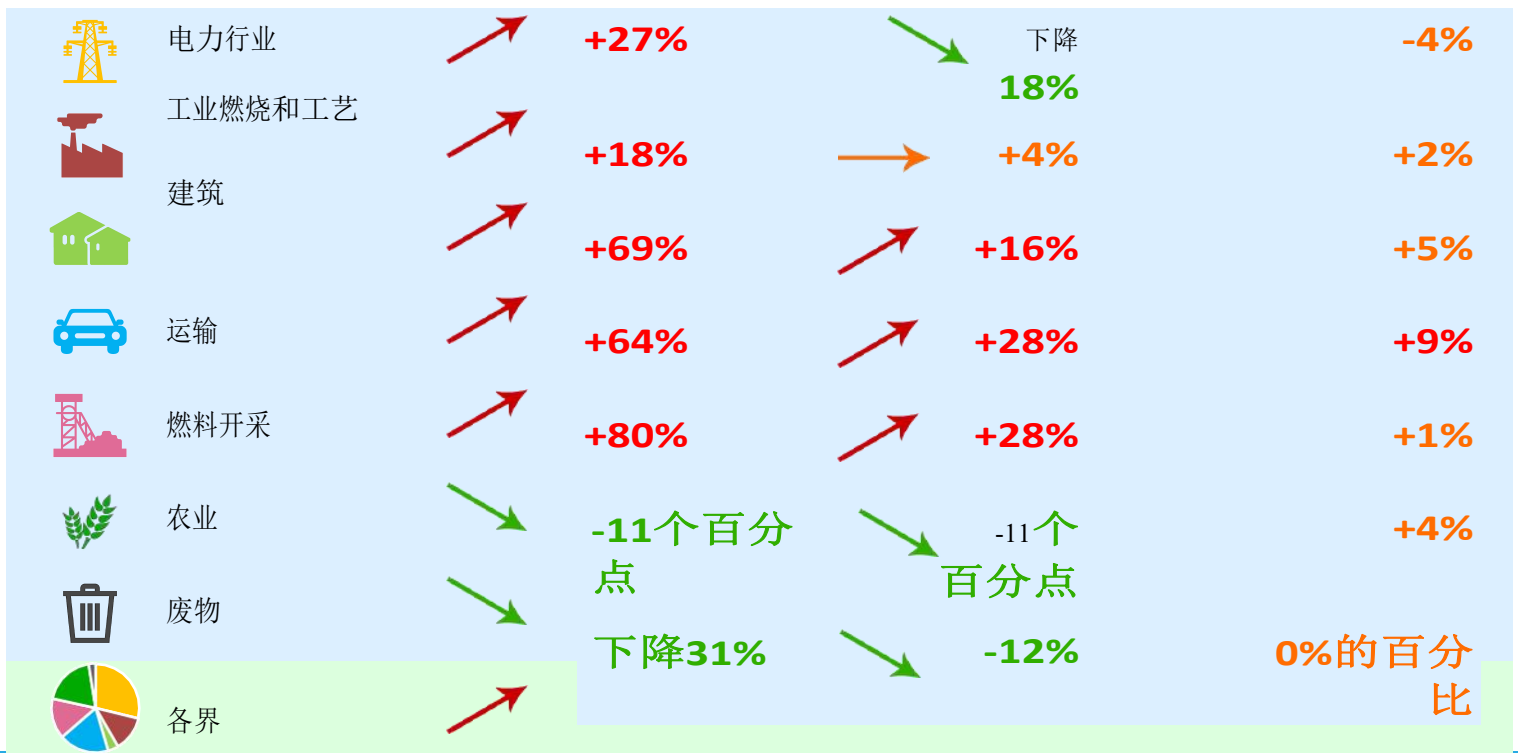 电力行业
+27%
下降
18%
-4%
工业燃烧和工艺
+18%
+4%
+2%
建筑
+69%
+16%
+5%
运输
+64%
+28%
+9%
燃料开采
+80%
+28%
+1%
农业
-11个百分
点
-11个
百分点
+4%
废物
下降31%
-12%
0%的百分
比
各界